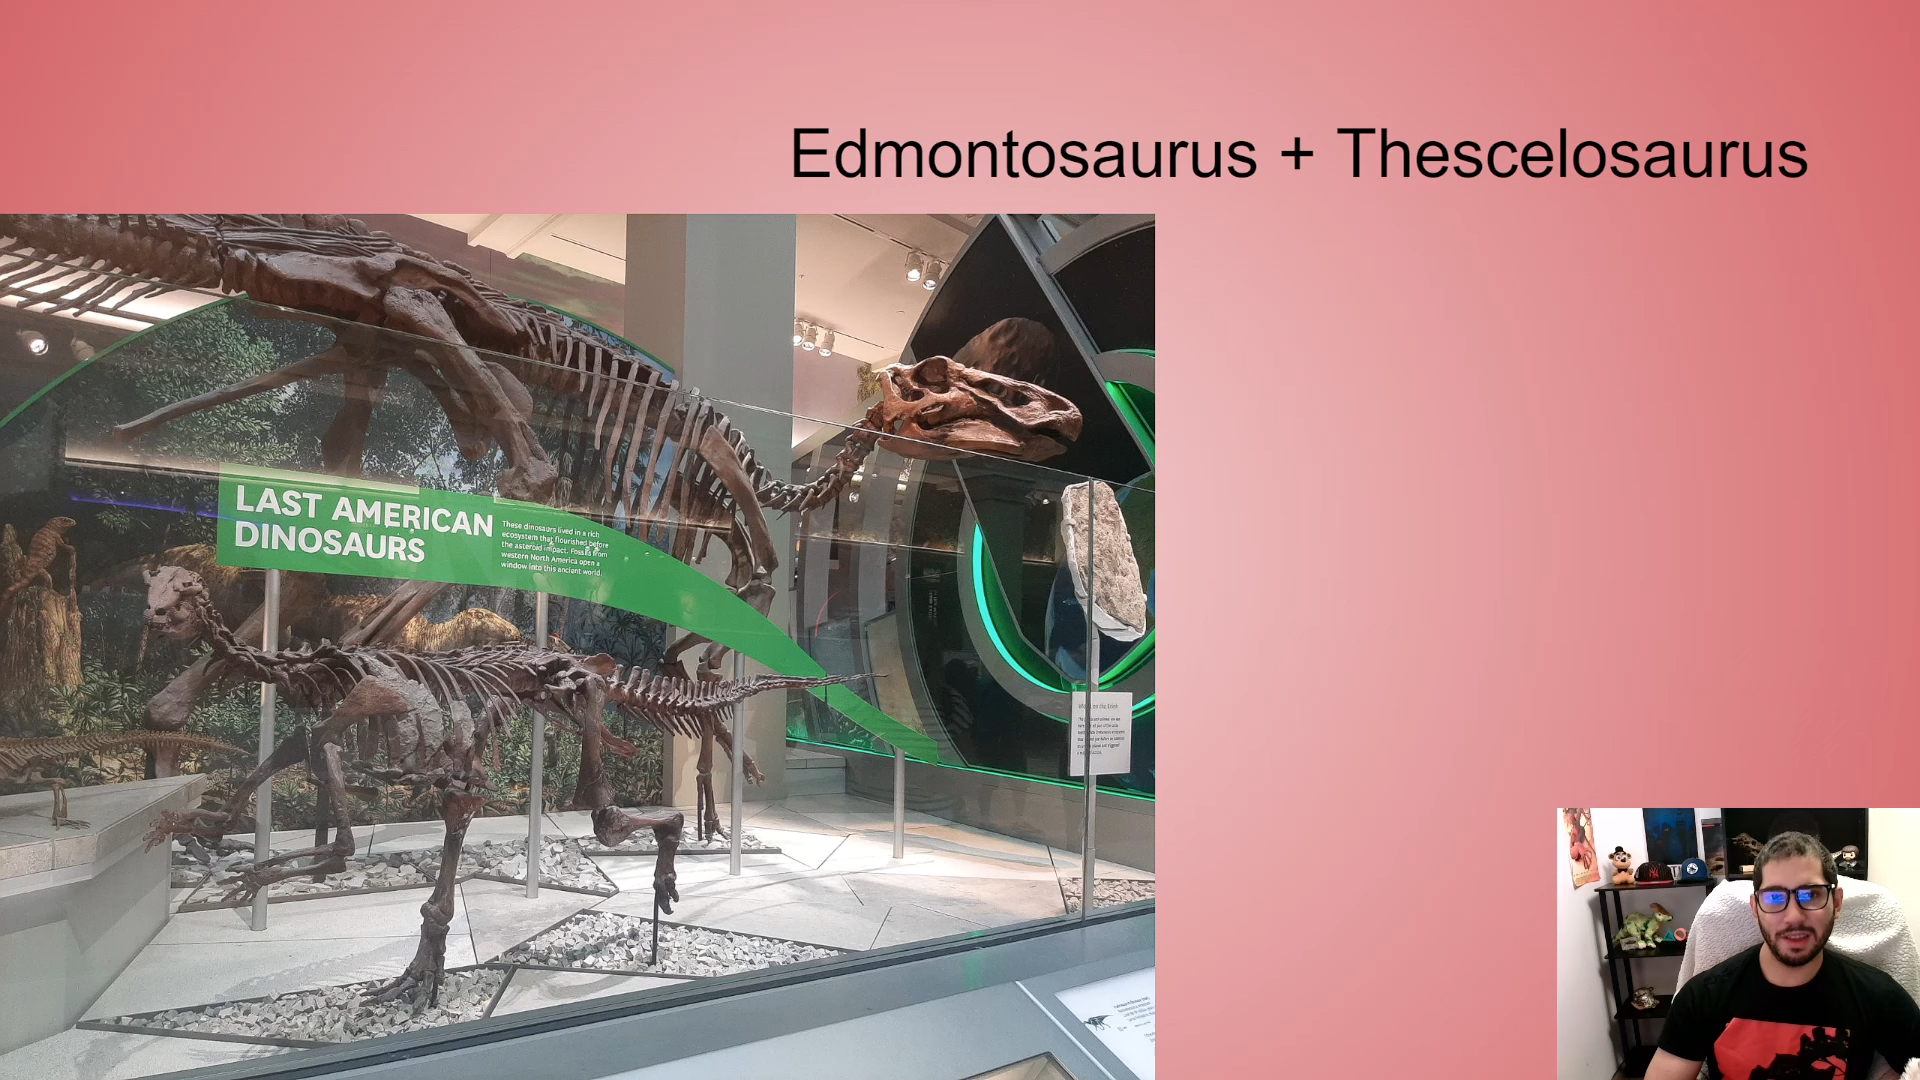 Edmontosaurus + Thescelosaurus
LAST AMERICAN
DINOSAURS
These dinosaurs lived in a rich
ecosystem that flourished before
the asteroid impact. Fossils from
western North America open a
window into this ancient world.